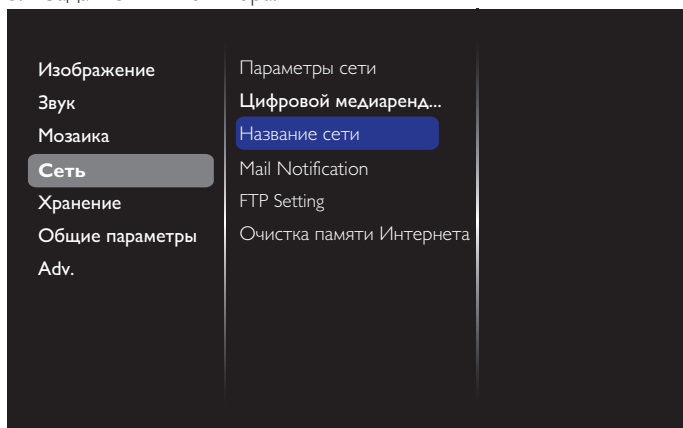 Изображение
Звук
Мозаика
Сеть
Хранение
Общие параметры
Adv.
Параметры сети
Цифровой медиаренд...
Название сети
Mail Notification
FTP Setting
Очистка памяти Интернета